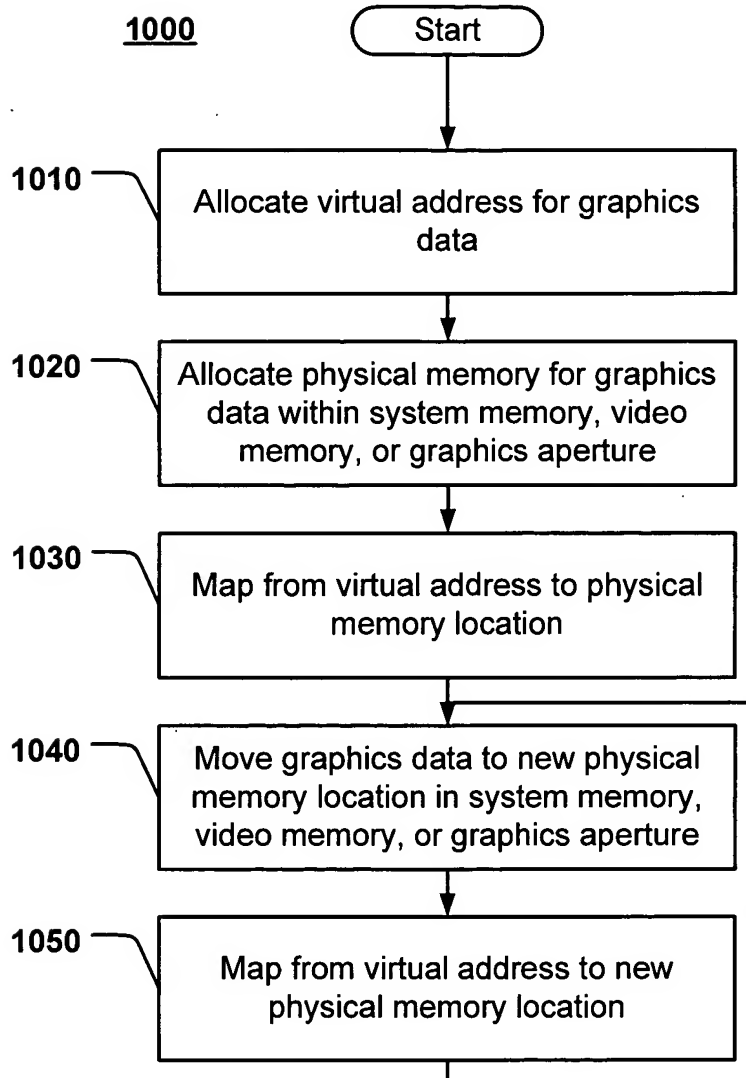 1000
Start
1010
Allocate virtual address for graphics
data
1020
Allocate physical memory for graphics
data within system memory, video
memory, or graphics aperture
1030
Map from virtual address to physical
memory location
1040
Move graphics data to new physical
memory location in system memory,
video memory, or graphics aperture
1050
Map from virtual address to new
physical memory location